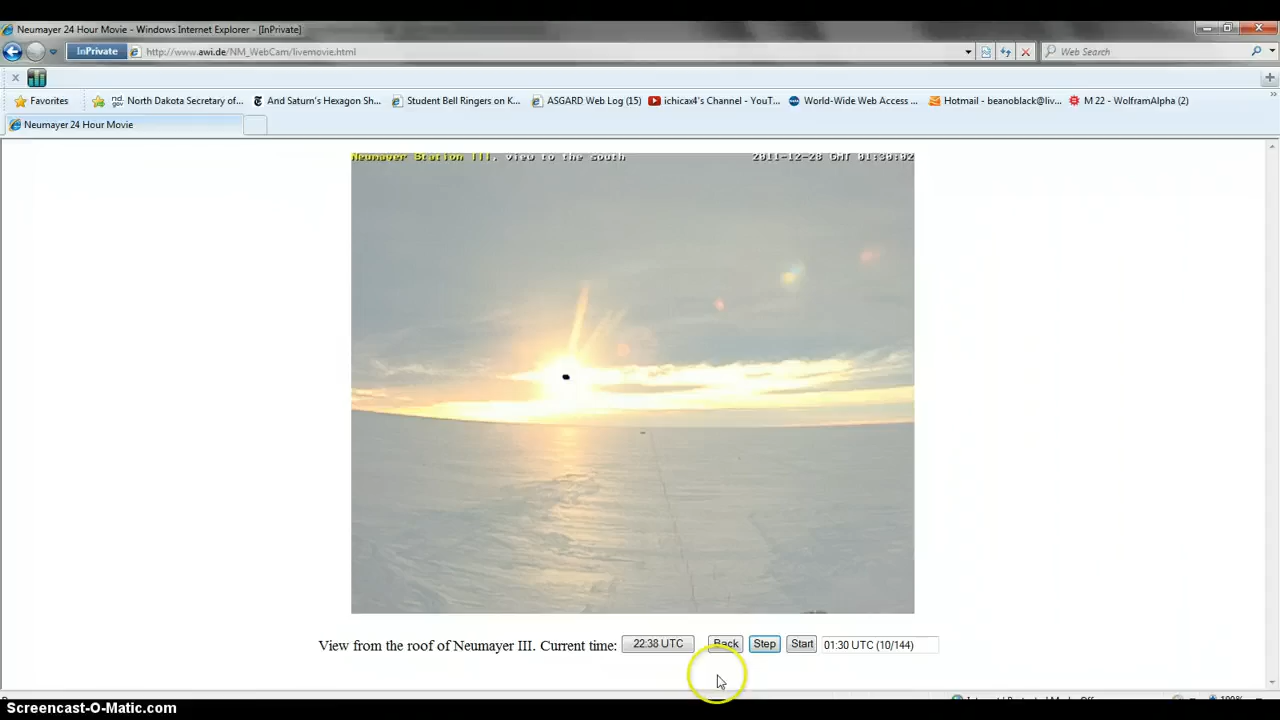 Neumayer 24 Hour Movie - Windows Internet Explorer - [InPrivate]
InPrivate http://www.awi.de/NM_WebCam/livemovie.html Web Search
Favorites North Dakota Secretary of... And Saturn's Hexagon Sh... Student Bell Ringers on K... ASGARD Web Log (15) ichicax4's Channel - YouT... World-Wide Web Access ... Hotmail - beanoblack@liv... M 22 - WolframAlpha (2)
Neumayer 24 Hour Movie
Neumayer Station III, view to the south 2011-12-28 GMT 01:30:02
View from the roof of Neumayer III. Current time: 22:38 UTC Back Step Start 01:30 UTC (10/144)
Screencast-O-Matic.com